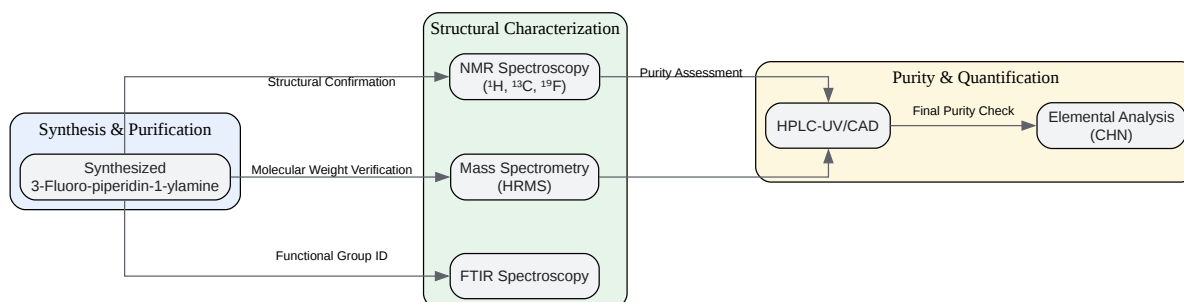 Synthesis & Purification
Synthesized
3-Fluoro-piperidin-1-ylamine
Structural Confirmation
Molecular Weight Verification
Functional Group ID
Structural Characterization
NMR Spectroscopy
(¹H, ¹³C, ¹⁹F)
Mass Spectrometry
(HRMS)
FTIR Spectroscopy
Purity Assessment
Purity & Quantification
HPLC-UV/CAD
Final Purity Check
Elemental Analysis
(CHN)